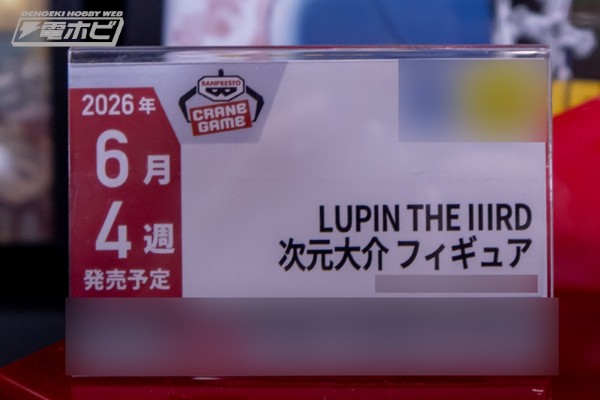 DENGEKI HOBBY WEB
電ホビ
BANPRESTO
CRANE
GAME
2026年
6月
4週
発売予定
LUPIN THE IIIRD
次元大介 フィギュア